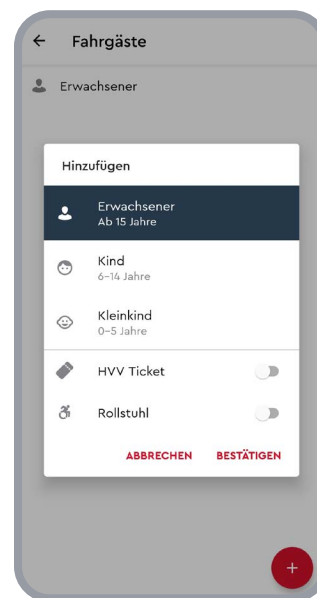 Fahrgäste
Erwachsener
Hinzufügen
Erwachsener
Ab 15 Jahre
Kind
6–14 Jahre
Kleinkind
0–5 Jahre
HVV Ticket
Rollstuhl
ABBRECHEN BESTÄTIGEN